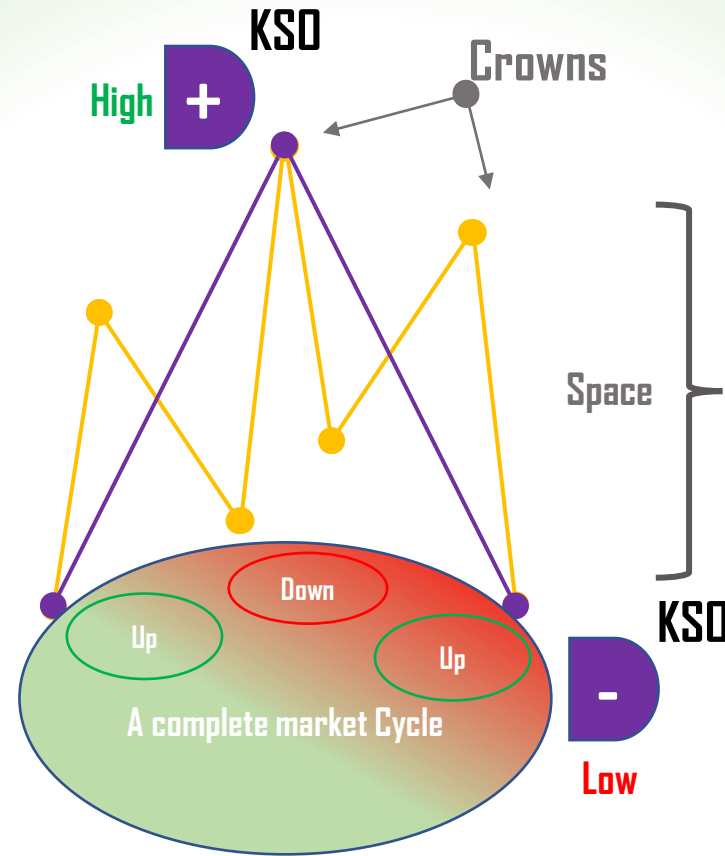 KSO
Crowns
High
+
Space
Down
Up
Up
KSO
A complete market Cycle
-
Low